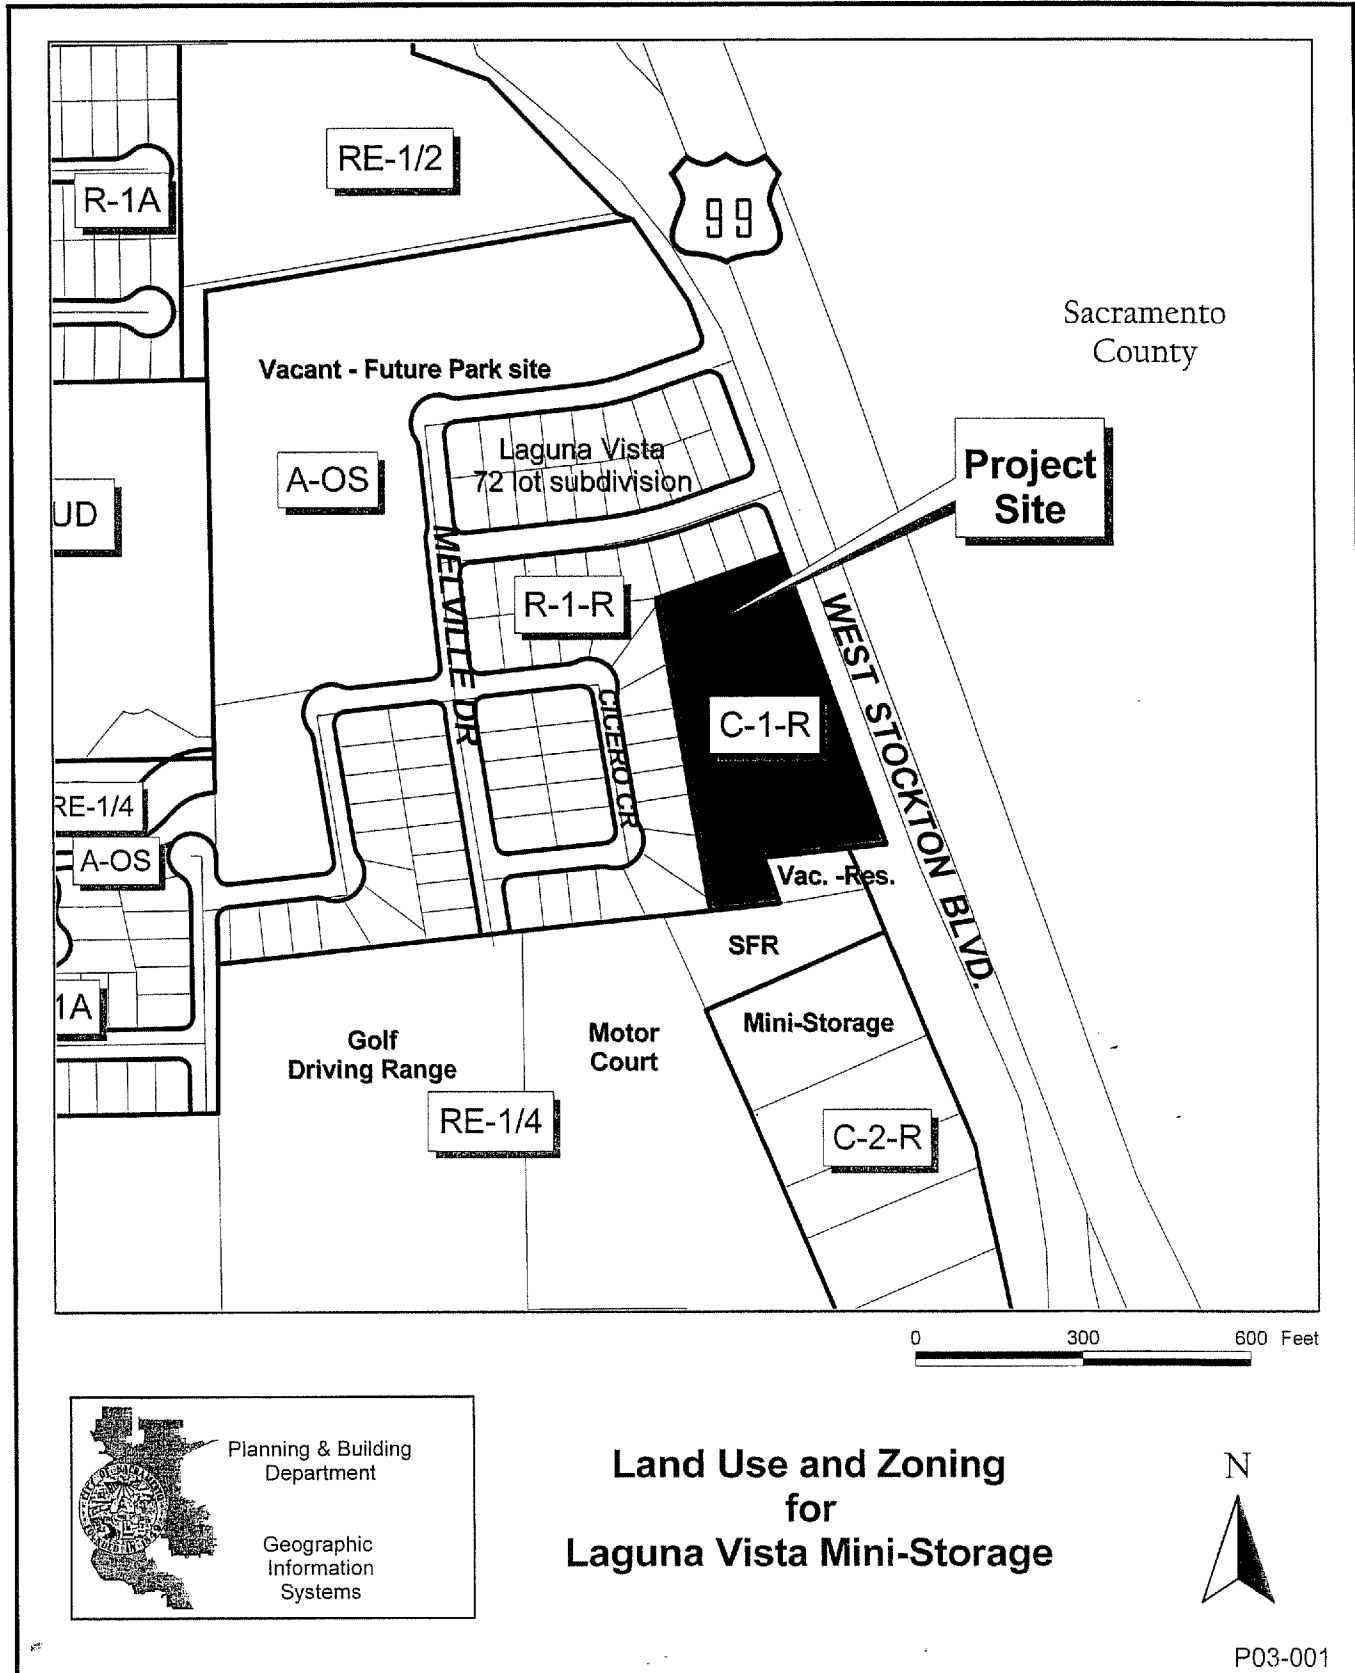 RE-1/2
R-1A
99
Sacramento
County
Vacant - Future Park site
Laguna Vista
72 lot subdivision
A-OS
Project
Site
UD
MELVILLE DR
R-1-R
WEST STOCKTON BLVD.
CICERO CR
C-1-R
RE-1/4
A-OS
Vac. -Res.
SFR
1A
Mini-Storage
Golf
Driving Range
Motor
Court
RE-1/4
C-2-R
0 300 600 Feet
Planning & Building
Department
Geographic
Information
Systems
Land Use and Zoning
for
Laguna Vista Mini-Storage
N
P03-001